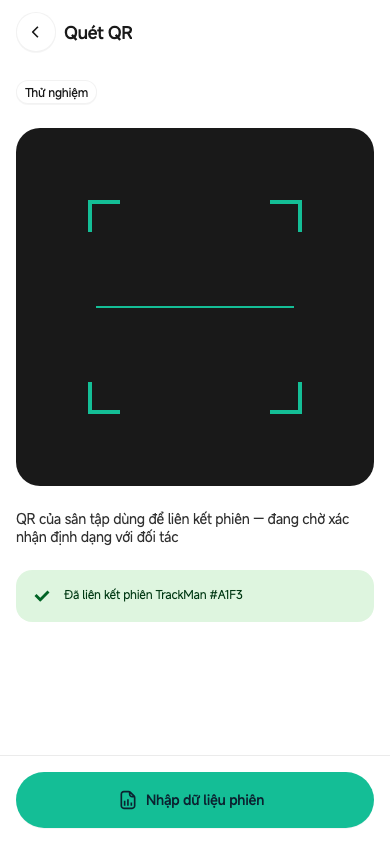 Quét QR
Thử nghiệm
QR của sân tập dùng để liên kết phiên — đang chờ xác
nhận định dạng với đối tác
Đã liên kết phiên TrackMan #A1F3
Nhập dữ liệu phiên